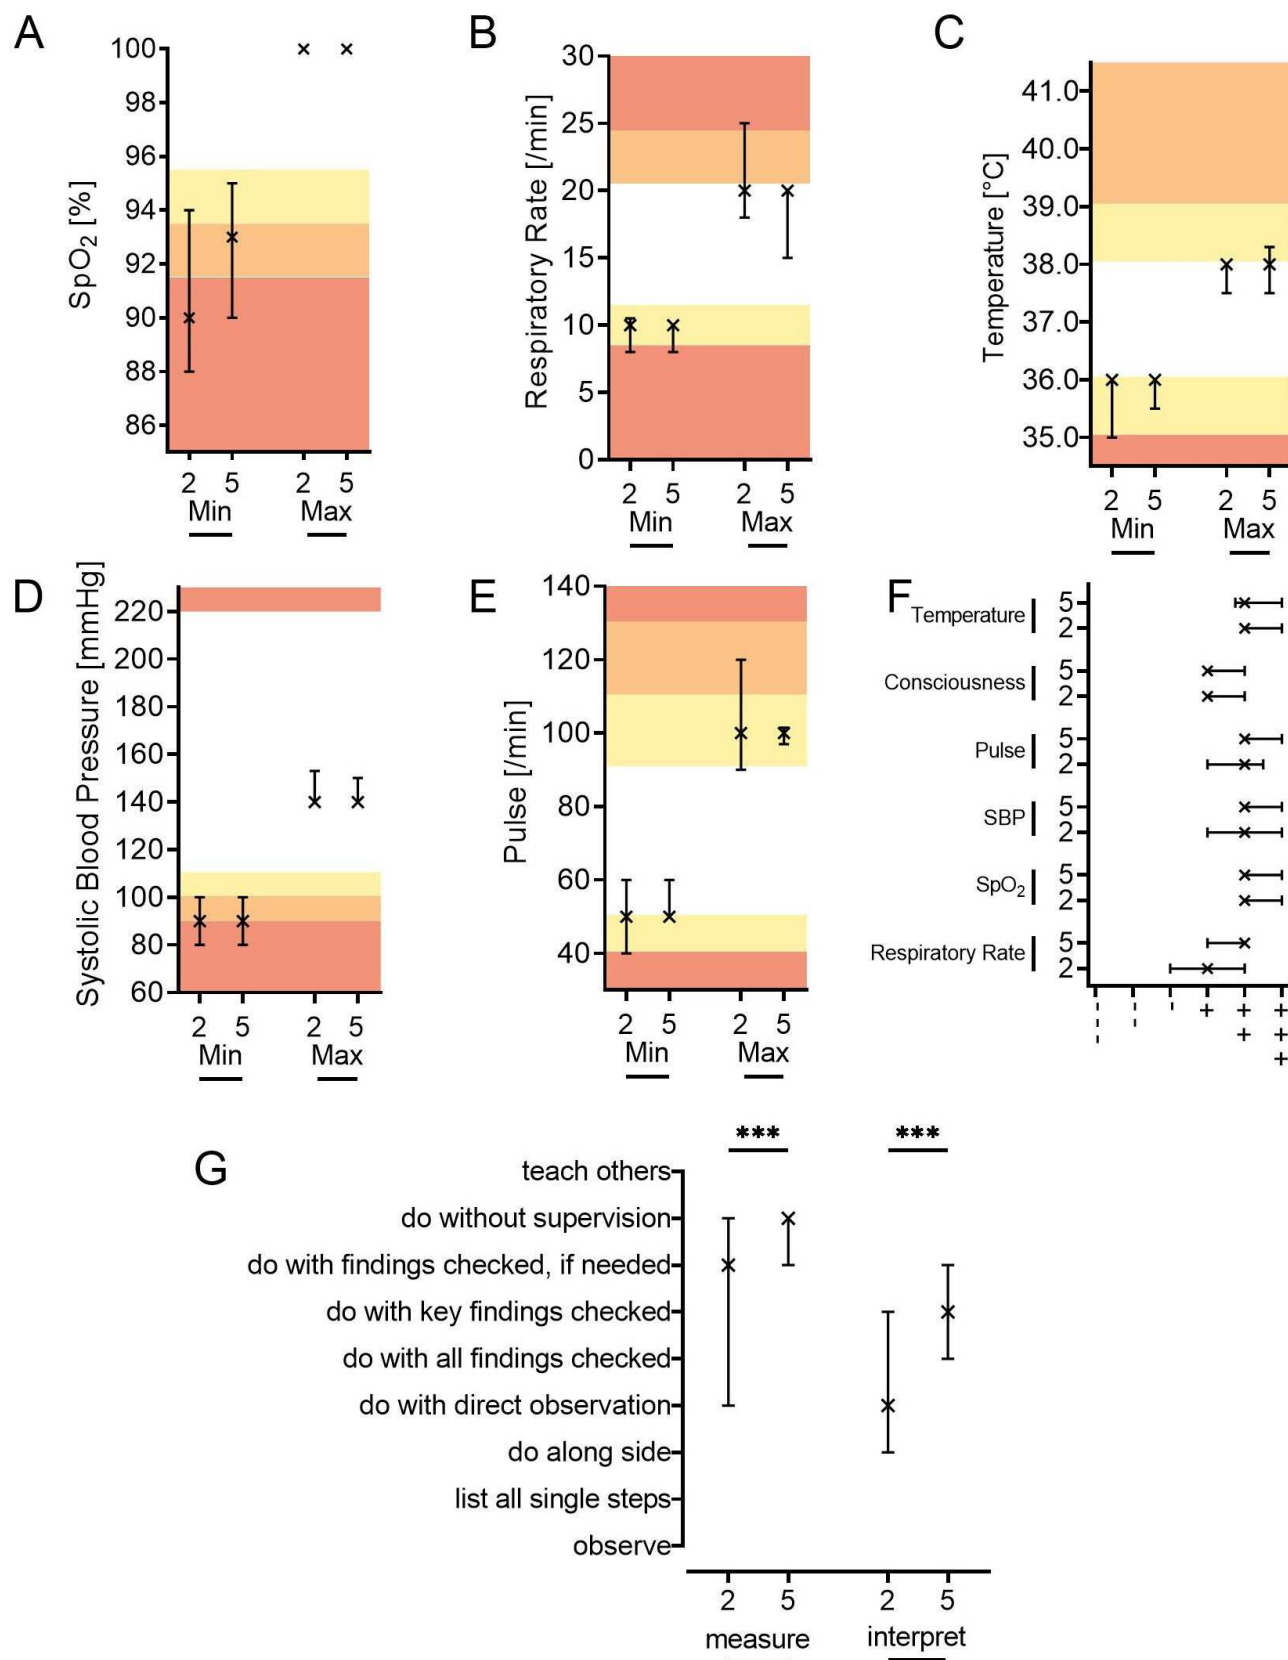 A
SpO2 [%]
100
98
96
94
92
90
88
86
2 5 2 5
Min Max
B
Respiratory Rate [/min]
30
25
20
15
10
5
0
2 5 2 5
Min Max
C
Temperature [°C]
41.0
40.0
39.0
38.0
37.0
36.0
35.0
2 5 2 5
Min Max
D
Systolic Blood Pressure [mmHg]
220
200
180
160
140
120
100
80
60
2 5 2 5
Min Max
E
Pulse [/min]
140
120
100
80
60
40
2 5 2 5
Min Max
F
Temperature 5
2
Consciousness 5
2
Pulse 5
2
SBP 5
2
SpO2 5
2
Respiratory Rate 5
2
--- -- - + ++ +++
G
*** ***
teach others
do without supervision
do with findings checked, if needed
do with key findings checked
do with all findings checked
do with direct observation
do along side
list all single steps
observe
2 5 2 5
measure interpret